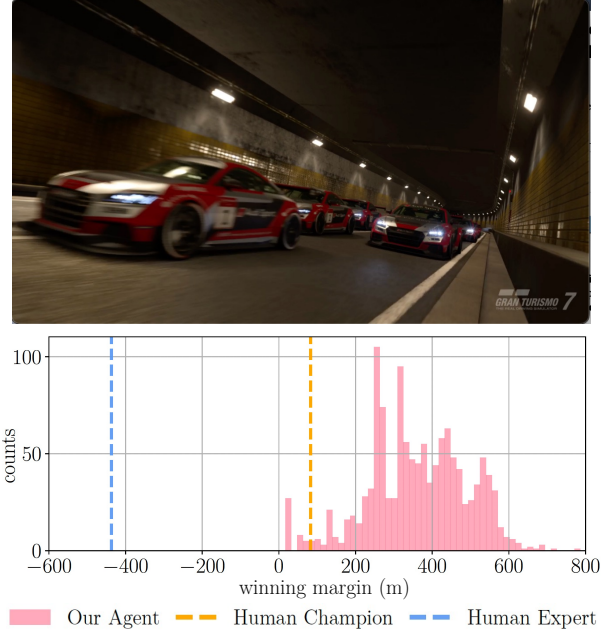 GRAN TURISMO 7
100
50
0
counts
−600 −400 −200 0 200 400 600 800
winning margin (m)
Our Agent Human Champion Human Expert